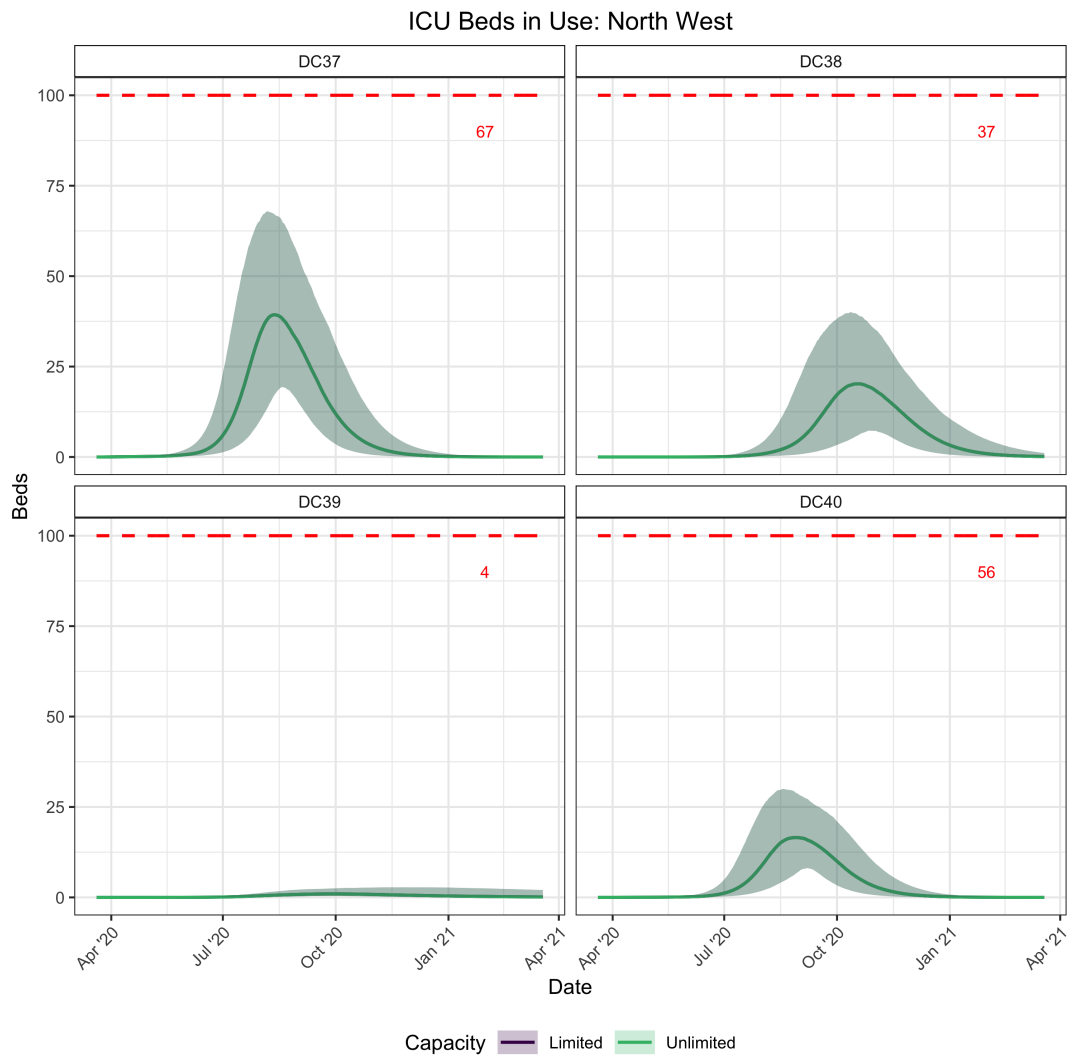 ICU Beds in Use: North West
DC37
DC38
100
75
50
25
0
67
37
Beds
DC39
DC40
100
75
50
25
0
4
56
Apr '20
Jul '20
Oct '20
Jan '21
Apr '21
Apr '20
Jul '20
Oct '20
Jan '21
Apr '21
Date
Capacity Limited Unlimited